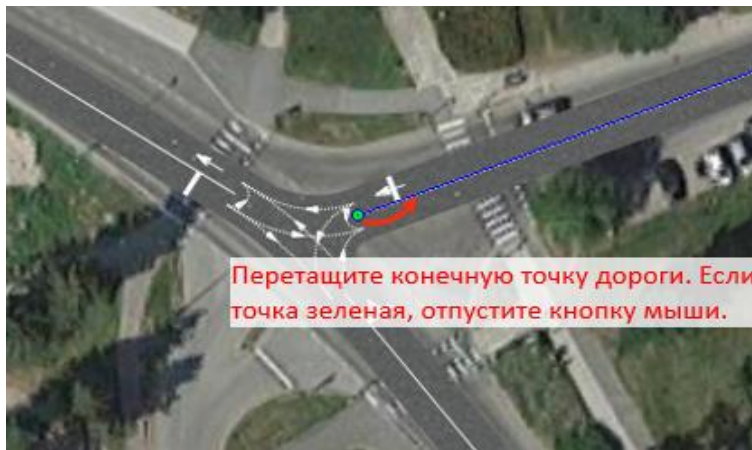 Перетащите конечную точку дороги. Если
точка зеленая, отпустите кнопку мыши.